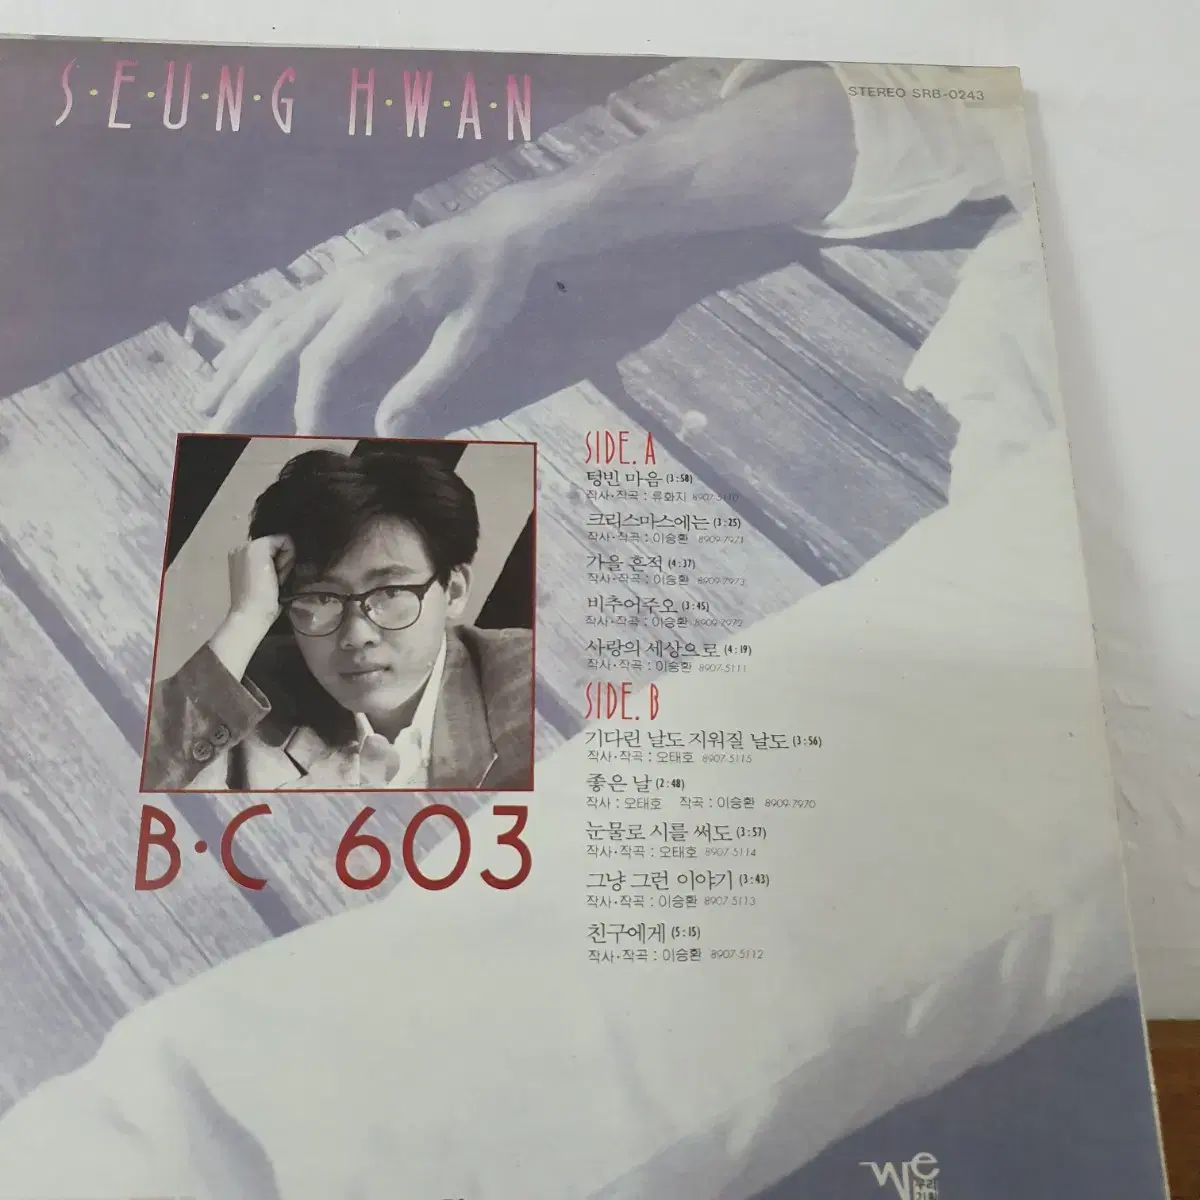 S·E·U·N·G H·W·A·N
STEREO SRB-0243
SIDE. A
텅빈 마음 (3:58)
작사·작곡 : 류화지 8907-5110
크리스마스에는 (3:25)
작사·작곡 : 이승환 8909-7971
가을 흔적 (4:37)
작사·작곡 : 이승환 8909-7973
비추어주오 (3:45)
작사·작곡 : 이승환 8909-7972
사랑의 세상으로 (4:19)
작사·작곡 : 이승환 8907-5111
SIDE. B
기다린 날도 지워질 날도 (3:56)
작사·작곡 : 오태호 8907-5115
좋은 날 (2:48)
작사 : 오태호 작곡 : 이승환 8909-7970
눈물로 시를 써도 (3:57)
작사·작곡 : 오태호 8907-5114
그냥 그런 이야기 (3:43)
작사·작곡 : 이승환 8907-5113
친구에게 (5:15)
작사·작곡 : 이승환 8907-5112
B·C 603
We
우리